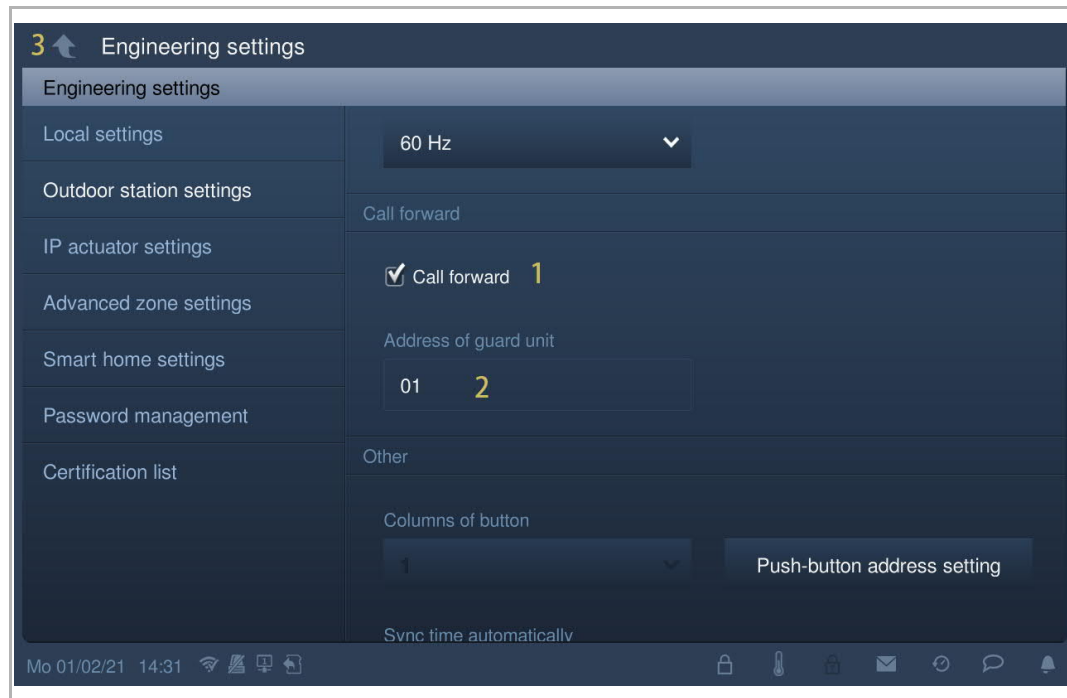 3 Engineering settings
Engineering settings
Local settings
Outdoor station settings
IP actuator settings
Advanced zone settings
Smart home settings
Password management
Certification list
60 Hz
Call forward
Call forward 1
Address of guard unit
01 2
Other
Columns of button
1
Push-button address setting
Sync time automatically
Mo 01/02/21 14:31